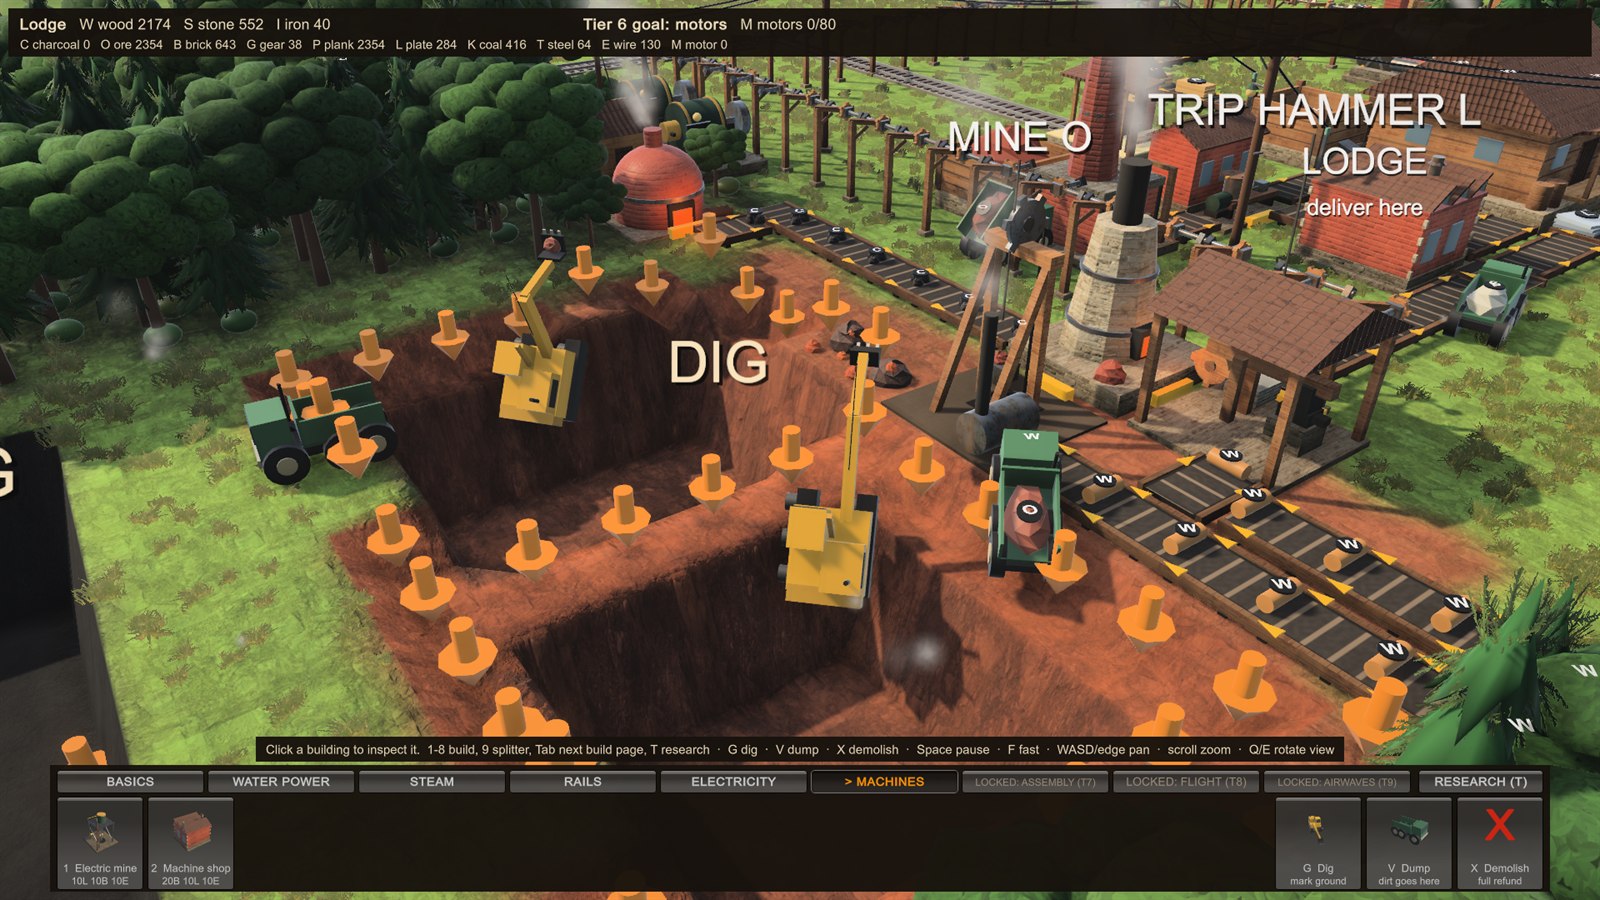 Lodge W wood 2174 S stone 552 I iron 40
Tier 6 goal: motors M motors 0/80
C charcoal 0 O ore 2354 B brick 643 G gear 38 P plank 2354 L plate 284 K coal 416 T steel 64 E wire 130 M motor 0
MINE O
TRIP HAMMER L
LODGE
deliver here
DIG
G
C
C
C
C
C
C
O
W
O
W
W
W
W
W
W
W
W
W
W
Click a building to inspect it. 1-8 build, 9 splitter, Tab next build page, T research · G dig · V dump · X demolish · Space pause · F fast · WASD/edge pan · scroll zoom · Q/E rotate view
BASICS
WATER POWER
STEAM
RAILS
ELECTRICITY
> MACHINES
LOCKED: ASSEMBLY (T7)
LOCKED: FLIGHT (T8)
LOCKED: AIRWAVES (T9)
RESEARCH (T)
1 Electric mine
10L 10B 10E
2 Machine shop
20B 10L 10E
G Dig
mark ground
V Dump
dirt goes here
X Demolish
full refund